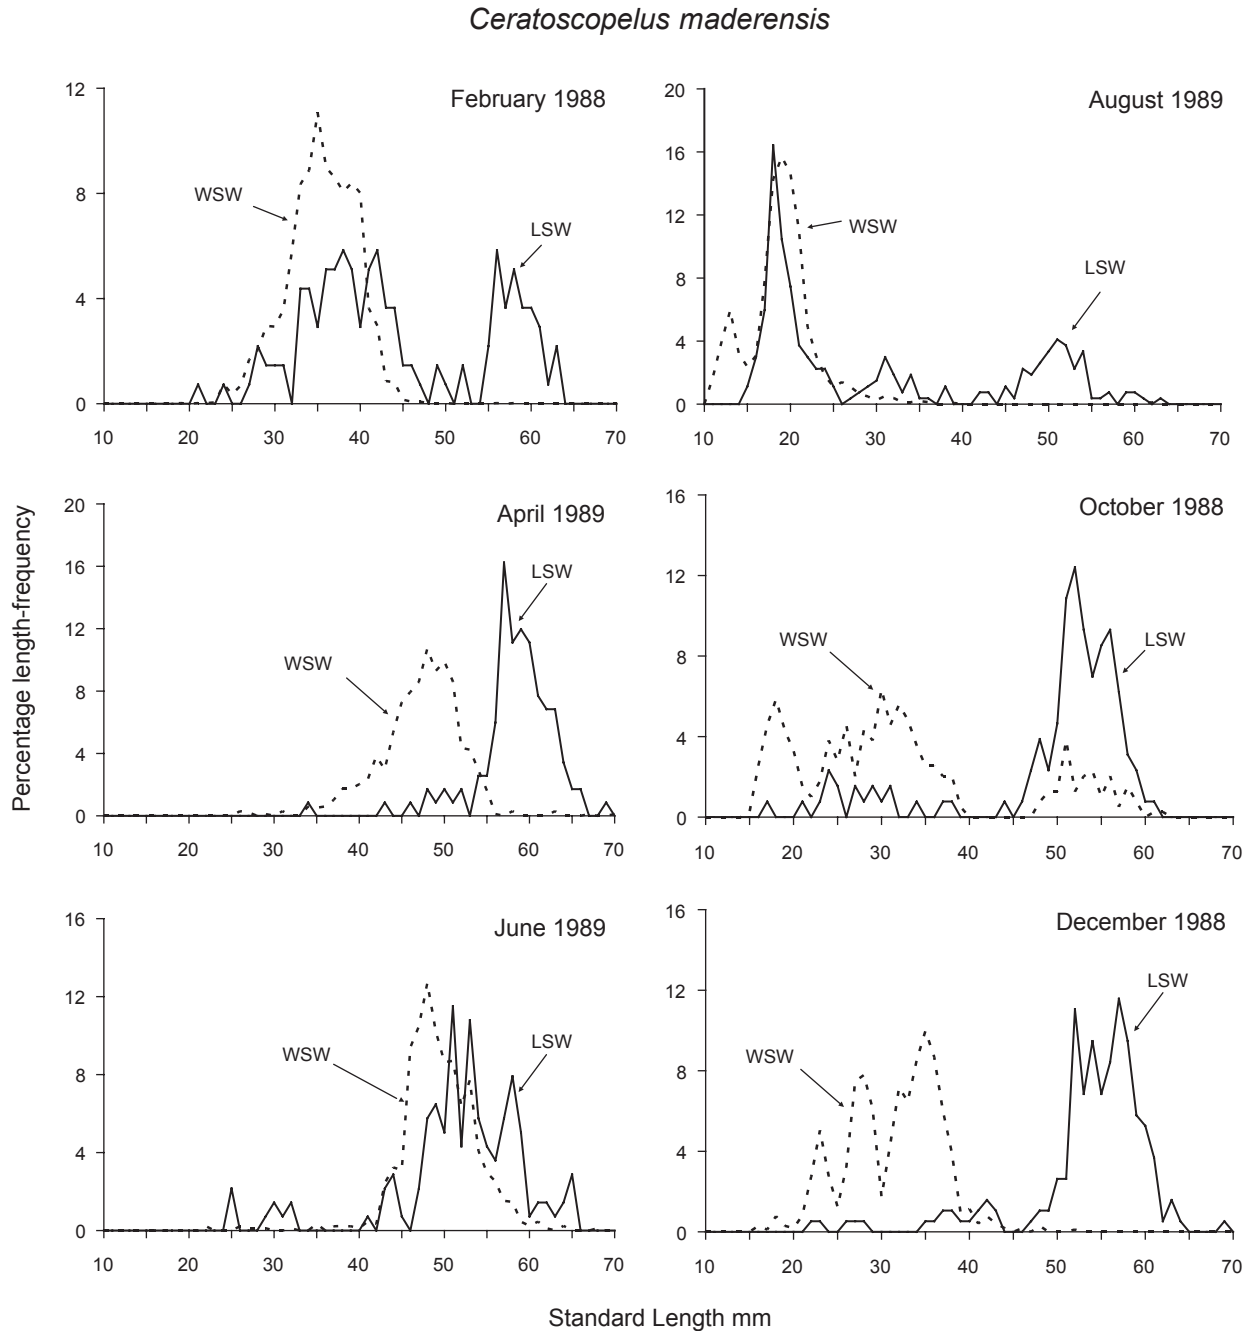 Ceratoscopelus maderensis
February 1988
12
8
4
0
WSW
LSW
10 20 30 40 50 60 70
August 1989
20
16
12
8
4
0
WSW
LSW
10 20 30 40 50 60 70
Percentage length-frequency
April 1989
20
16
12
8
4
0
LSW
WSW
10 20 30 40 50 60 70
October 1988
16
12
8
4
0
WSW
LSW
10 20 30 40 50 60 70
June 1989
16
12
8
4
0
WSW
LSW
10 20 30 40 50 60 70
December 1988
16
12
8
4
0
LSW
WSW
10 20 30 40 50 60 70
Standard Length mm